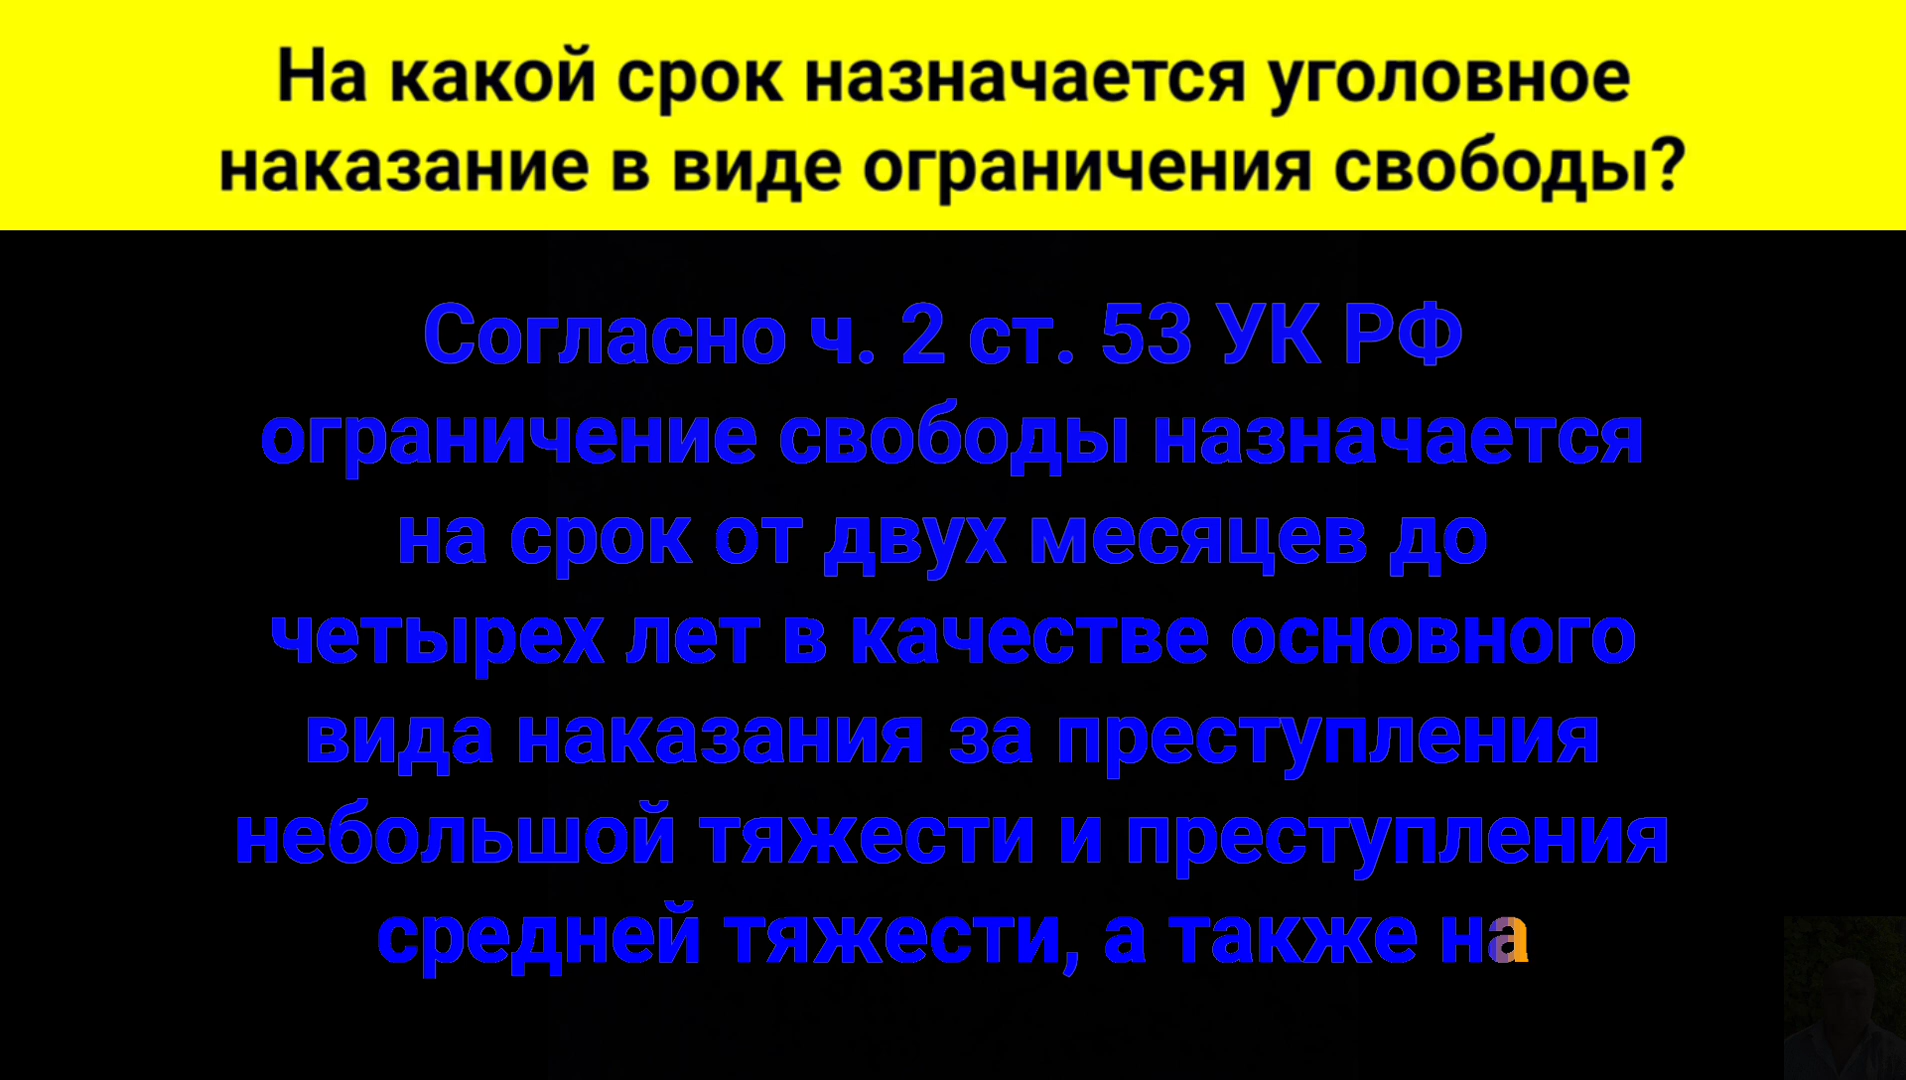 На какой срок назначается уголовное
наказание в виде ограничения свободы?
Согласно ч. 2 ст. 53 УК РФ
ограничение свободы назначается
на срок от двух месяцев до
четырех лет в качестве основного
вида наказания за преступления
небольшой тяжести и преступления
средней тяжести, а также на